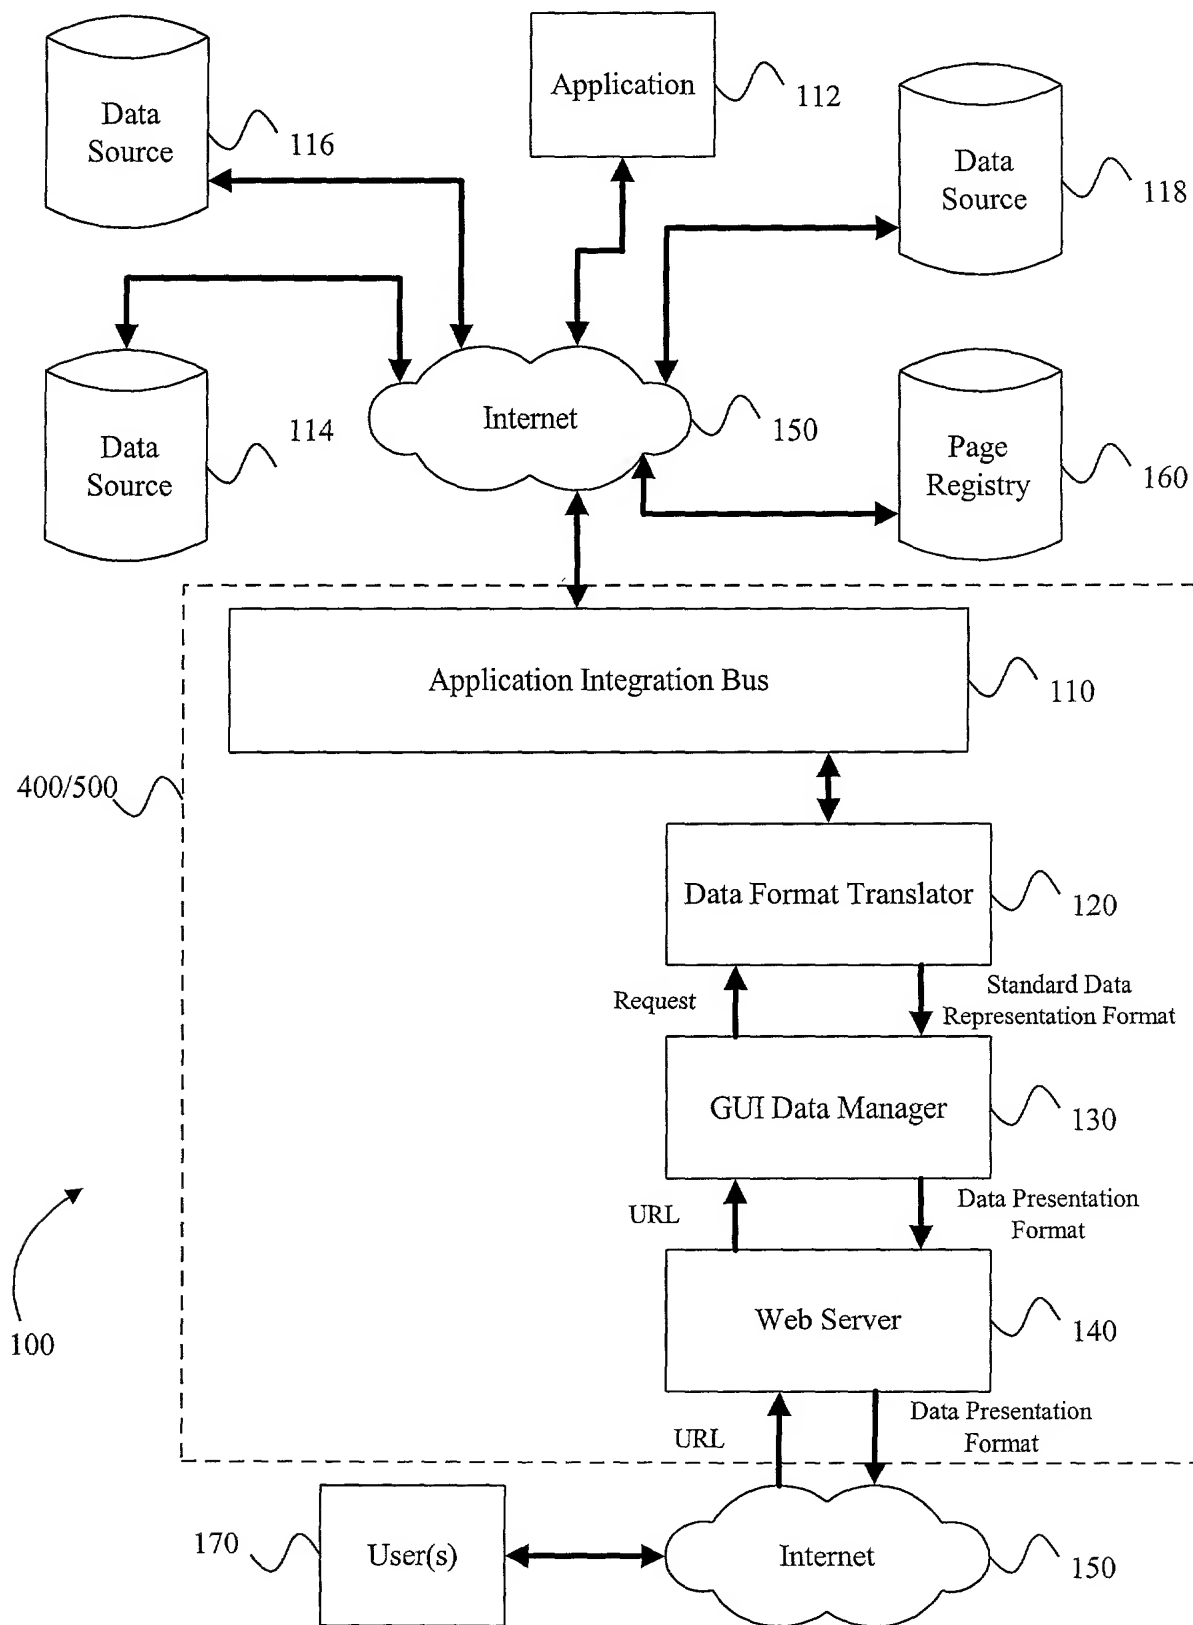 Application
112
Data
Source
116
Data
Source
118
Data
Source
114
Internet
150
Page
Registry
160
Application Integration Bus
110
400/500
Data Format Translator
120
Request
Standard Data
Representation Format
GUI Data Manager
130
URL
Data Presentation
Format
Web Server
140
100
URL
Data Presentation
Format
170
User(s)
Internet
150